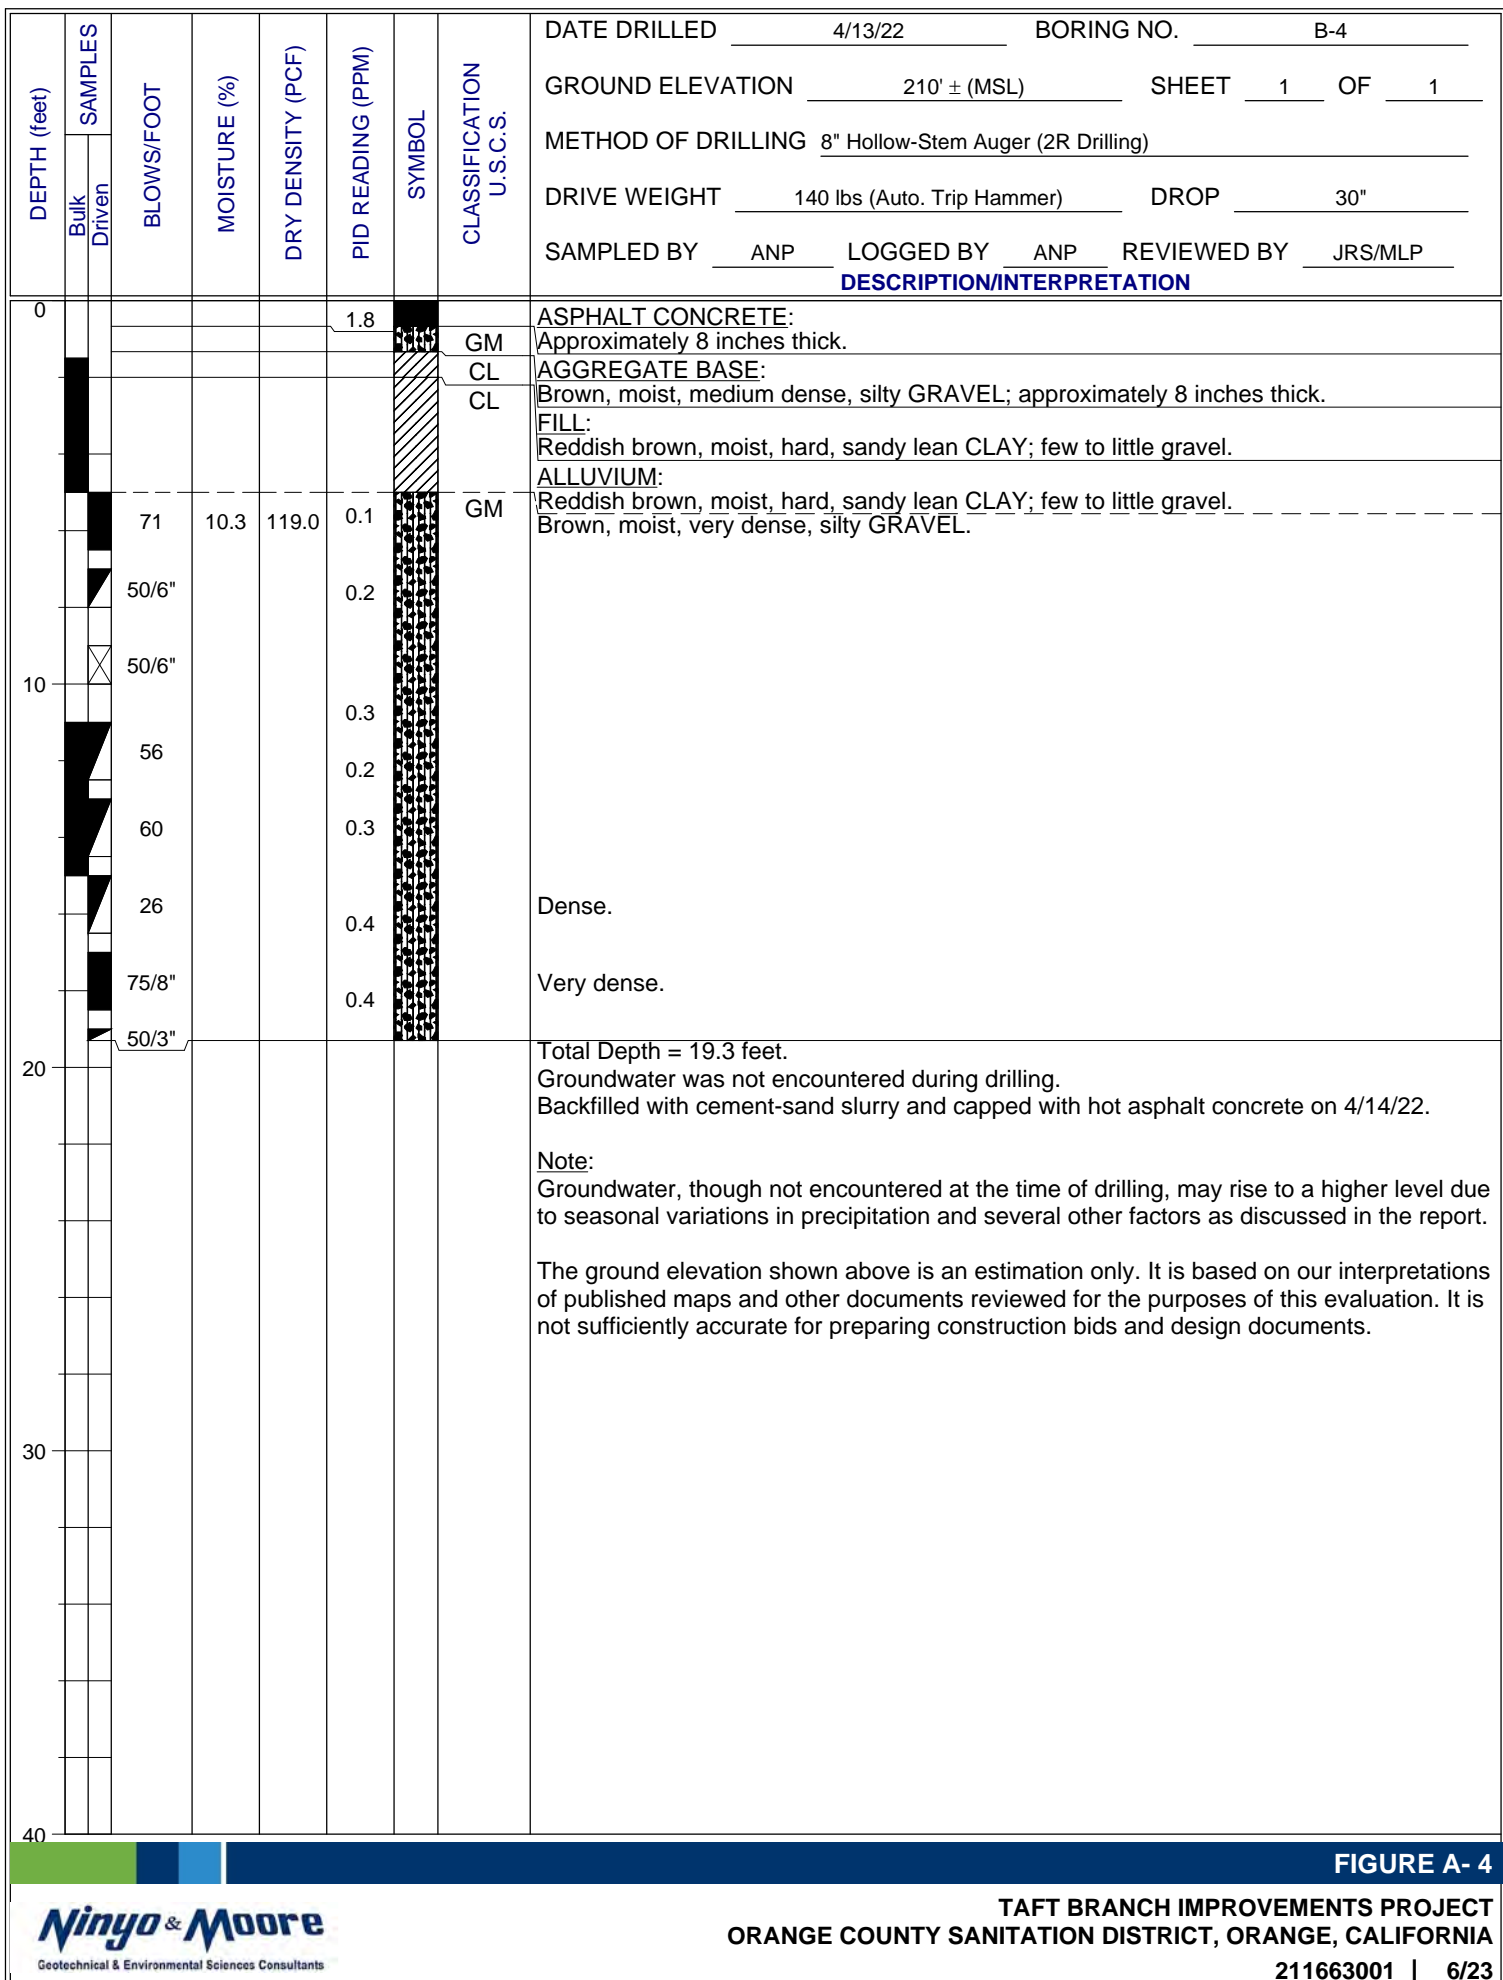 DEPTH (feet)
SAMPLES
Bulk
Driven
BLOWS/FOOT
MOISTURE (%)
DRY DENSITY (PCF)
PID READING (PPM)
SYMBOL
CLASSIFICATION
U.S.C.S.
DATE DRILLED 4/13/22 BORING NO. B-4
GROUND ELEVATION 210' ± (MSL) SHEET 1 OF 1
METHOD OF DRILLING 8" Hollow-Stem Auger (2R Drilling)
DRIVE WEIGHT 140 lbs (Auto. Trip Hammer) DROP 30"
SAMPLED BY ANP LOGGED BY ANP REVIEWED BY JRS/MLP
DESCRIPTION/INTERPRETATION
0 1.8 ASPHALT CONCRETE:
GM Approximately 8 inches thick.
CL AGGREGATE BASE:
Brown, moist, medium dense, silty GRAVEL; approximately 8 inches thick.
CL FILL:
Reddish brown, moist, hard, sandy lean CLAY; few to little gravel.
ALLUVIUM:
GM Reddish brown, moist, hard, sandy lean CLAY; few to little gravel.
71 10.3 119.0 0.1 Brown, moist, very dense, silty GRAVEL.
50/6" 0.2
50/6"
10
0.3
56
0.2
60 0.3
26 Dense.
0.4
75/8" Very dense.
0.4
50/3"
Total Depth = 19.3 feet.
20 Groundwater was not encountered during drilling.
Backfilled with cement-sand slurry and capped with hot asphalt concrete on 4/14/22.
Note:
Groundwater, though not encountered at the time of drilling, may rise to a higher level due
to seasonal variations in precipitation and several other factors as discussed in the report.
The ground elevation shown above is an estimation only. It is based on our interpretations
of published maps and other documents reviewed for the purposes of this evaluation. It is
not sufficiently accurate for preparing construction bids and design documents.
30
40
FIGURE A- 4
Ninyo & Moore
Geotechnical & Environmental Sciences Consultants
TAFT BRANCH IMPROVEMENTS PROJECT
ORANGE COUNTY SANITATION DISTRICT, ORANGE, CALIFORNIA
211663001 | 6/23